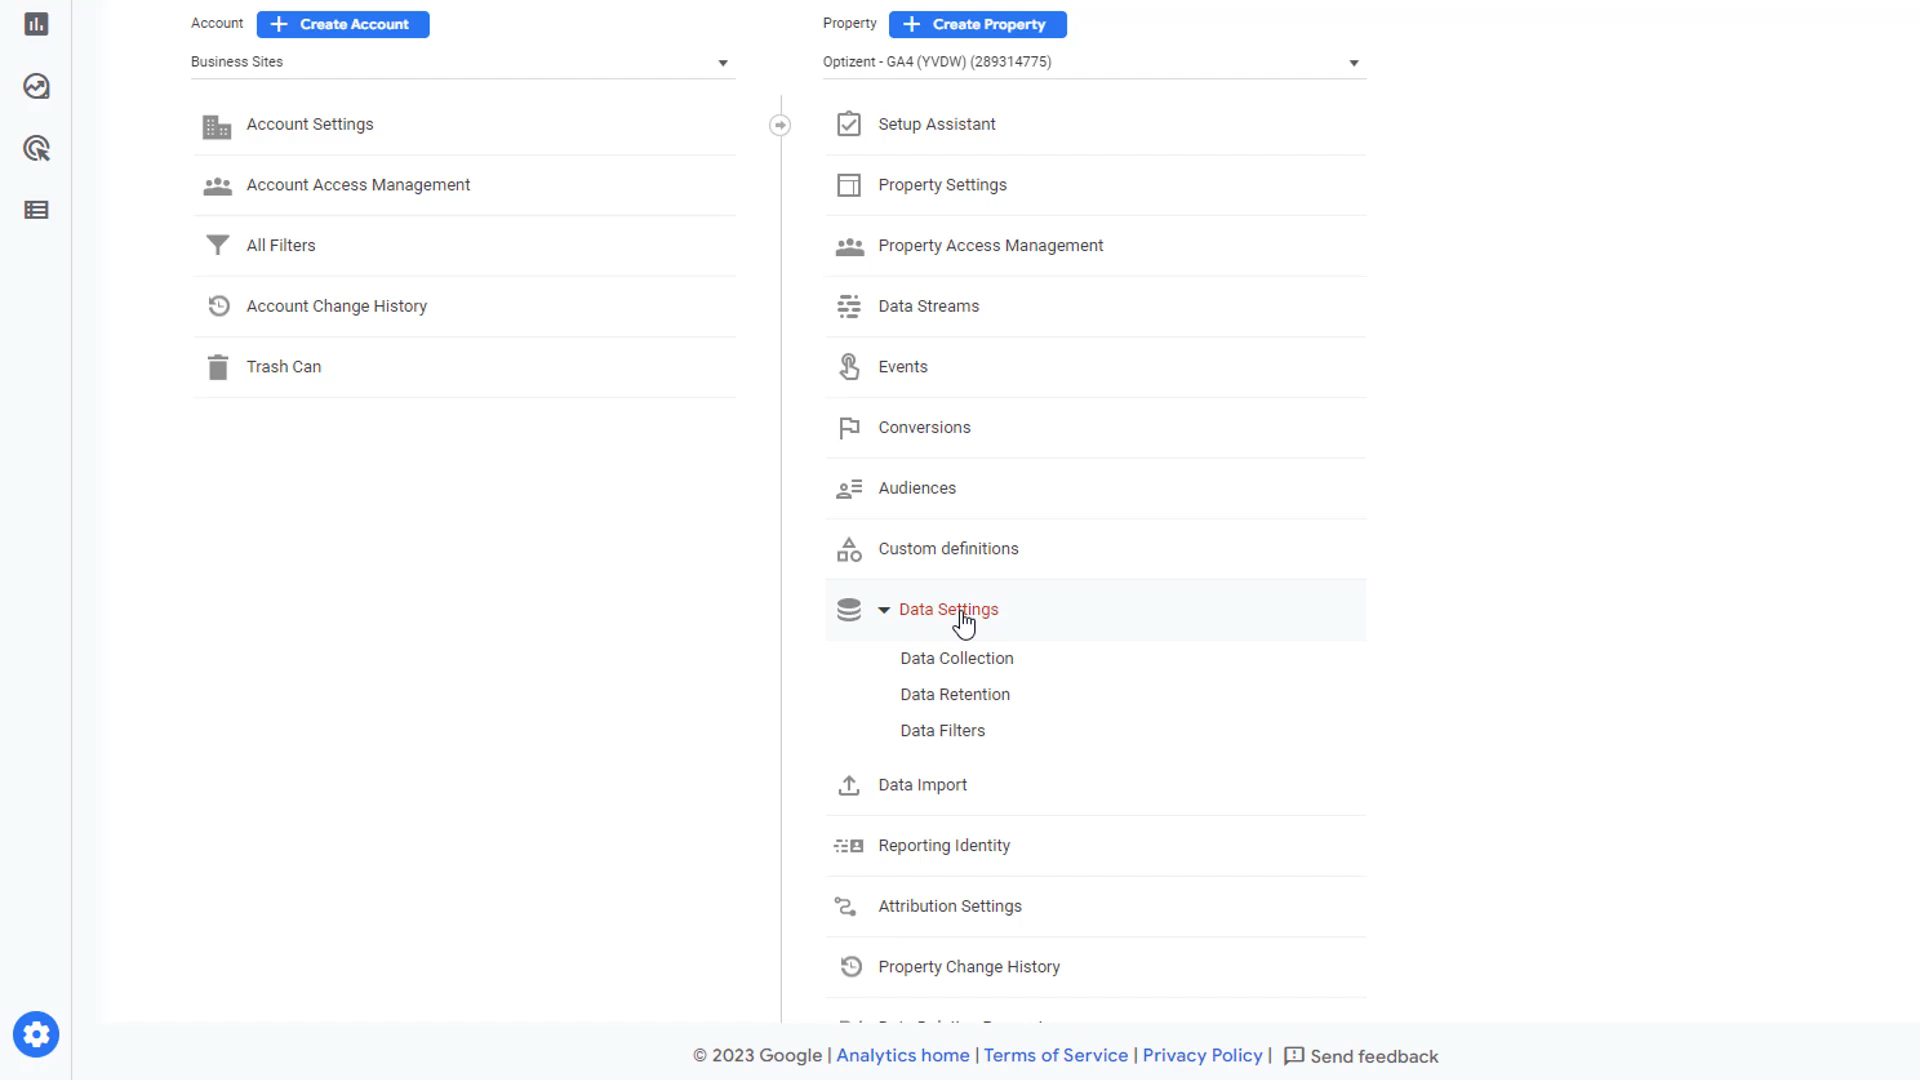 Account
Create Account
Business Sites
Account Settings
Account Access Management
All Filters
Account Change History
Trash Can
Property
Create Property
Optizent - GA4 (YVDW) (289314775)
Setup Assistant
Property Settings
Property Access Management
Data Streams
Events
Conversions
Audiences
Custom definitions
Data Settings
Data Collection
Data Retention
Data Filters
Data Import
Reporting Identity
Attribution Settings
Property Change History
© 2023 Google | Analytics home | Terms of Service | Privacy Policy | Send feedback